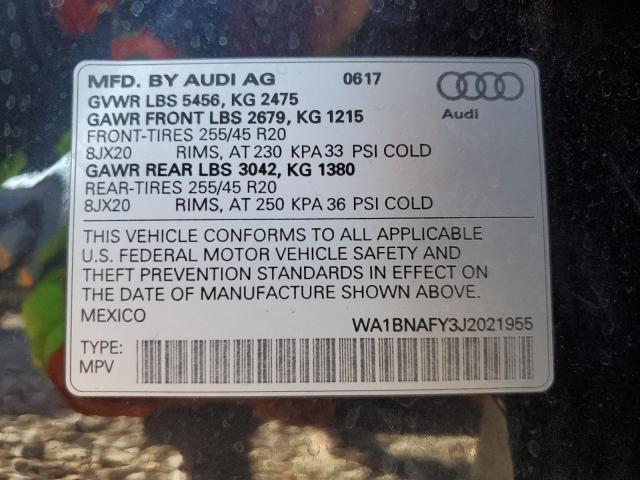 MFD. BY AUDI AG 0617
Audi
GVWR LBS 5456, KG 2475
GAWR FRONT LBS 2679, KG 1215
FRONT-TIRES 255/45 R20
8JX20 RIMS, AT 230 KPA 33 PSI COLD
GAWR REAR LBS 3042, KG 1380
REAR-TIRES 255/45 R20
8JX20 RIMS, AT 250 KPA 36 PSI COLD
THIS VEHICLE CONFORMS TO ALL APPLICABLE
U.S. FEDERAL MOTOR VEHICLE SAFETY AND
THEFT PREVENTION STANDARDS IN EFFECT ON
THE DATE OF MANUFACTURE SHOWN ABOVE.
MEXICO WA1BNAFY3J2021955
TYPE:
MPV